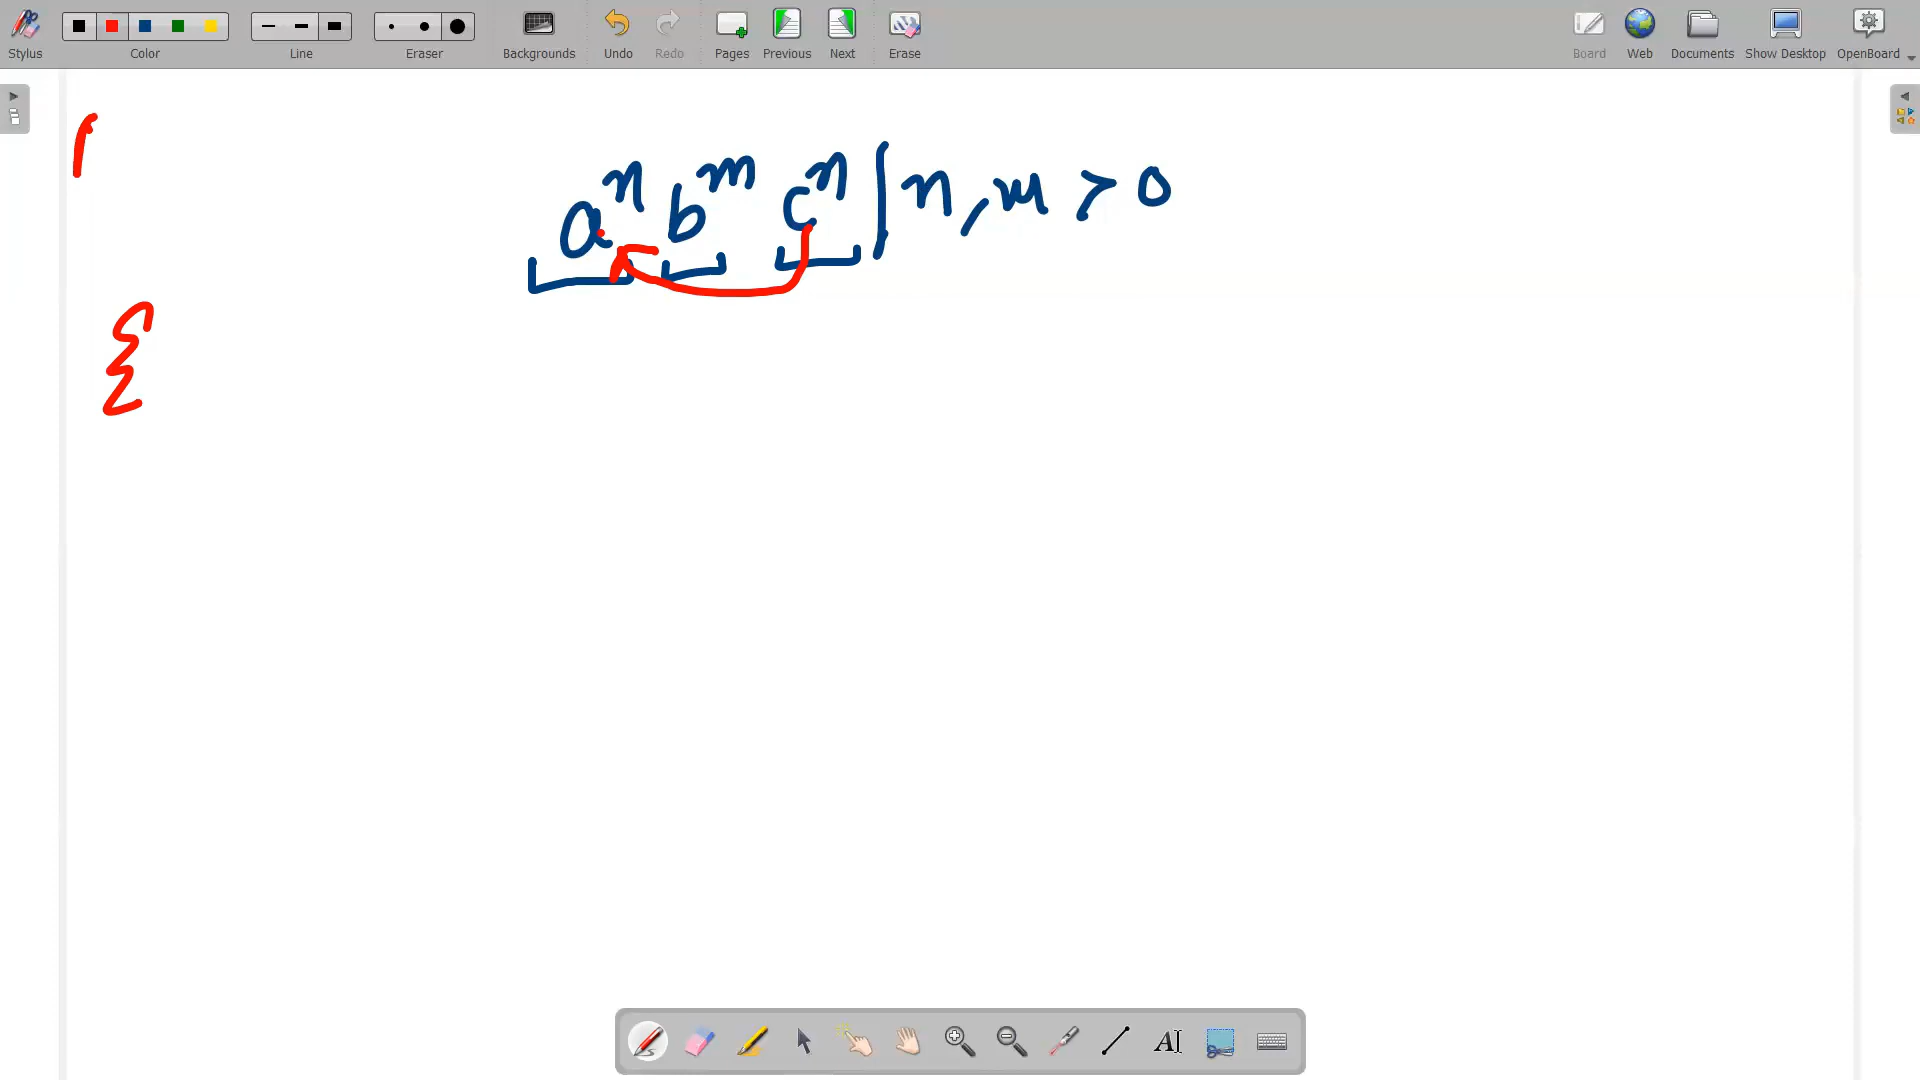 Stylus Color Line Eraser Backgrounds Undo Redo Pages Previous Next Erase Board Web Documents Show Desktop OpenBoard
aⁿ bᵐ cⁿ | n, m > 0
{